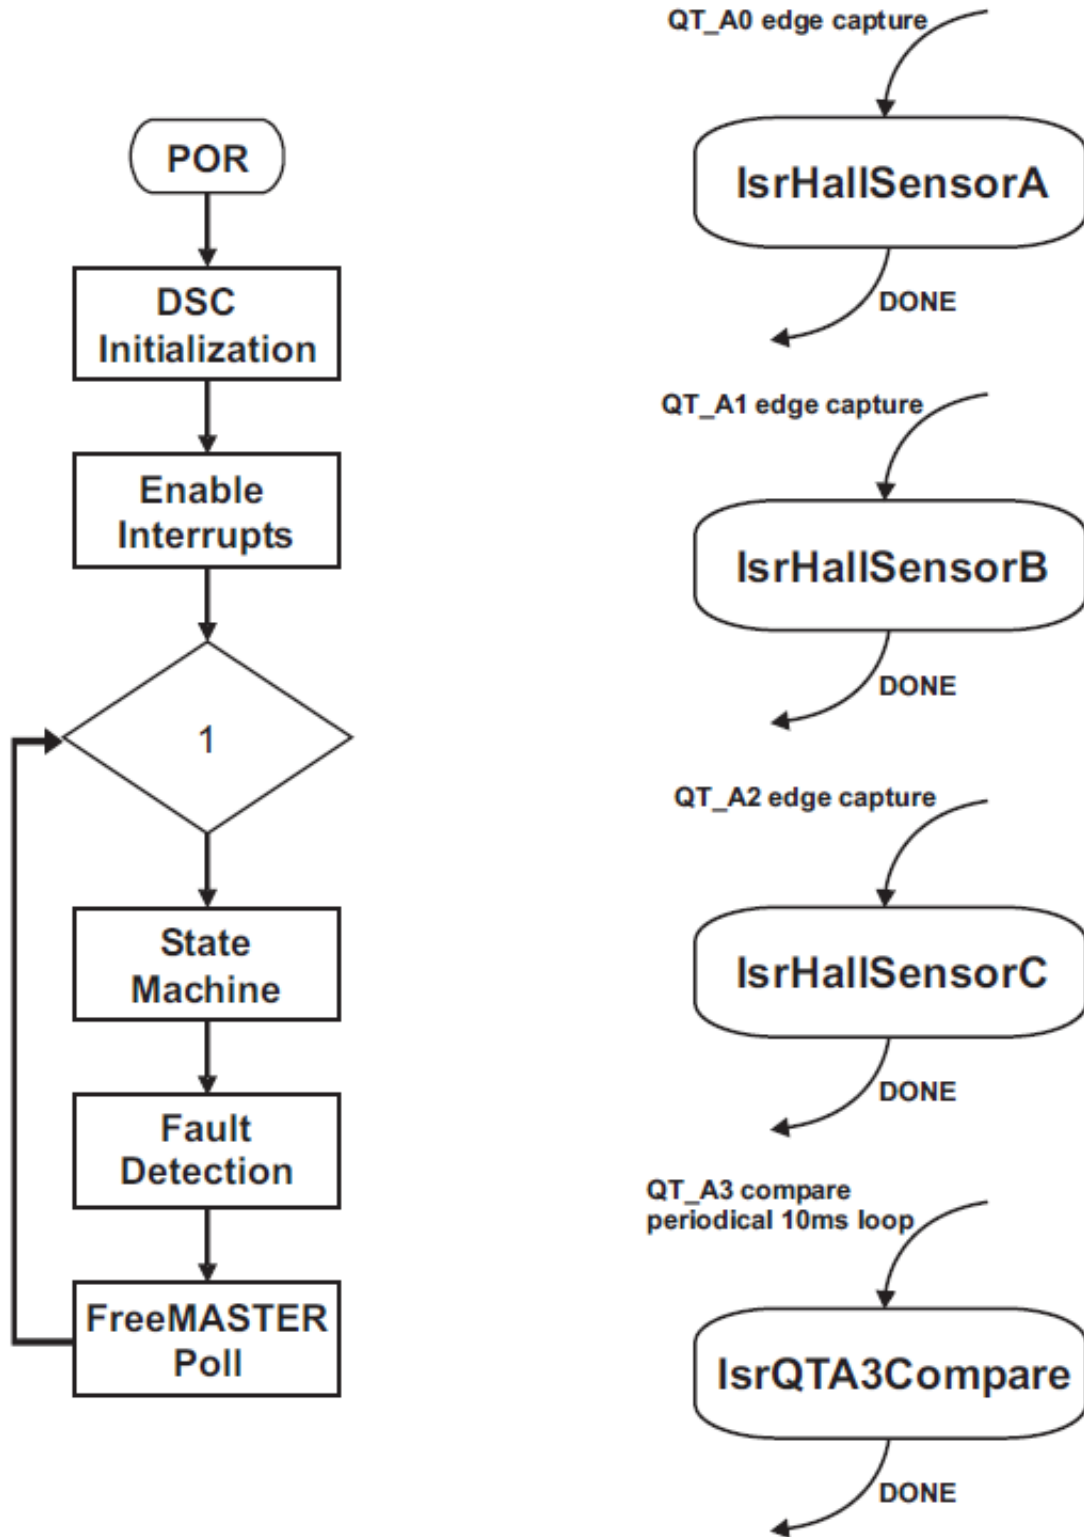 POR
DSC
Initialization
Enable
Interrupts
1
State
Machine
Fault
Detection
FreeMASTER
Poll
QT_A0 edge capture
IsrHallSensorA
DONE
QT_A1 edge capture
IsrHallSensorB
DONE
QT_A2 edge capture
IsrHallSensorC
DONE
QT_A3 compare
periodical 10ms loop
IsrQTA3Compare
DONE